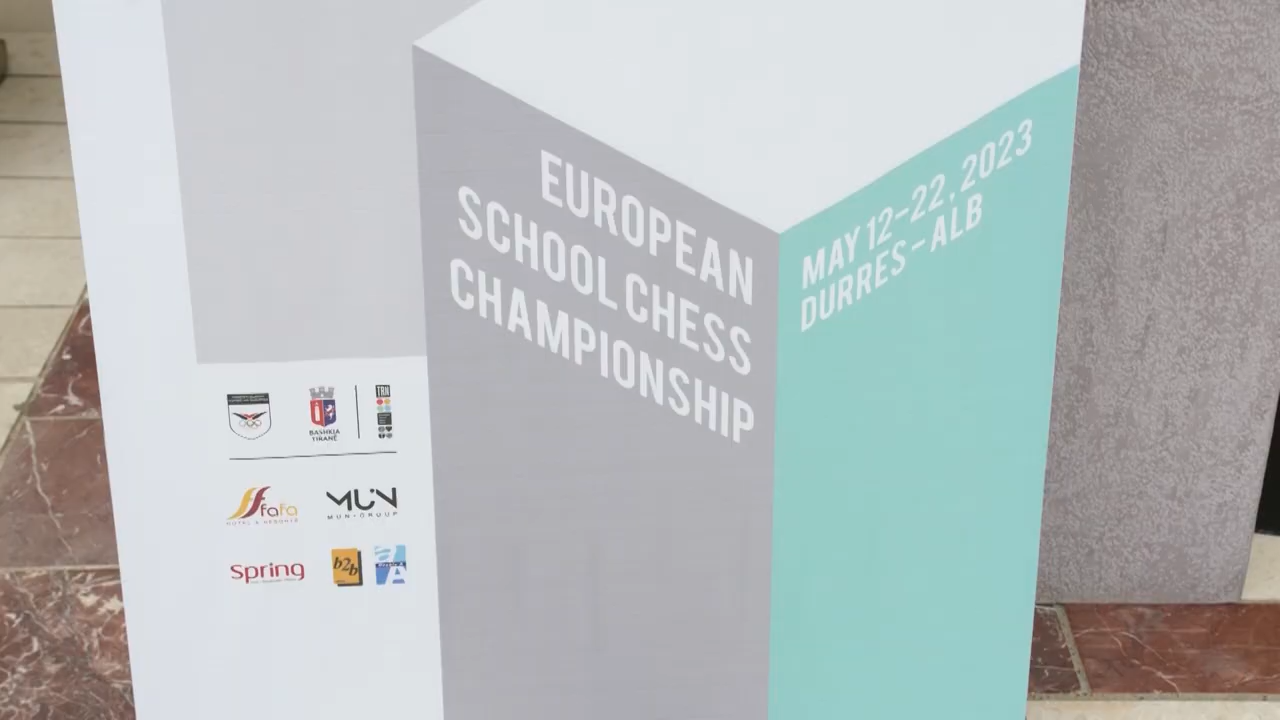 EUROPEAN
SCHOOL CHESS
CHAMPIONSHIP
MAY 12-22, 2023
DURRES-ALB
TRN
BASHKIA
TIRANË
fafa
MUN
MUN-GROUP
Spring
b2b